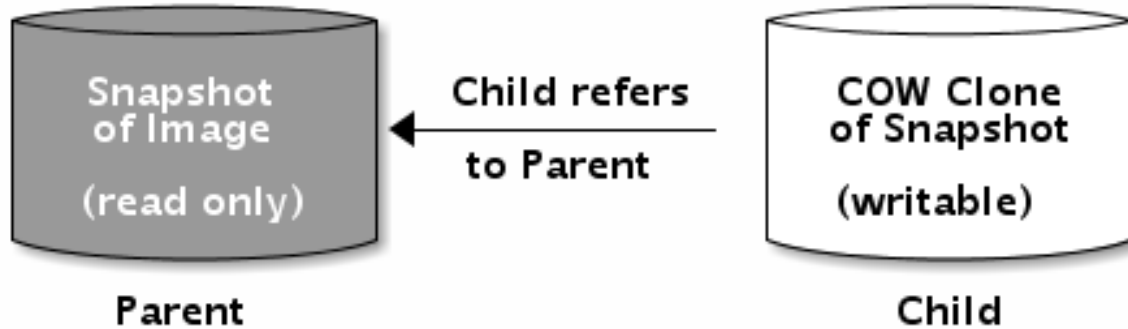 Snapshot
of Image
(read only)
Parent
Child refers
to Parent
COW Clone
of Snapshot
(writable)
Child